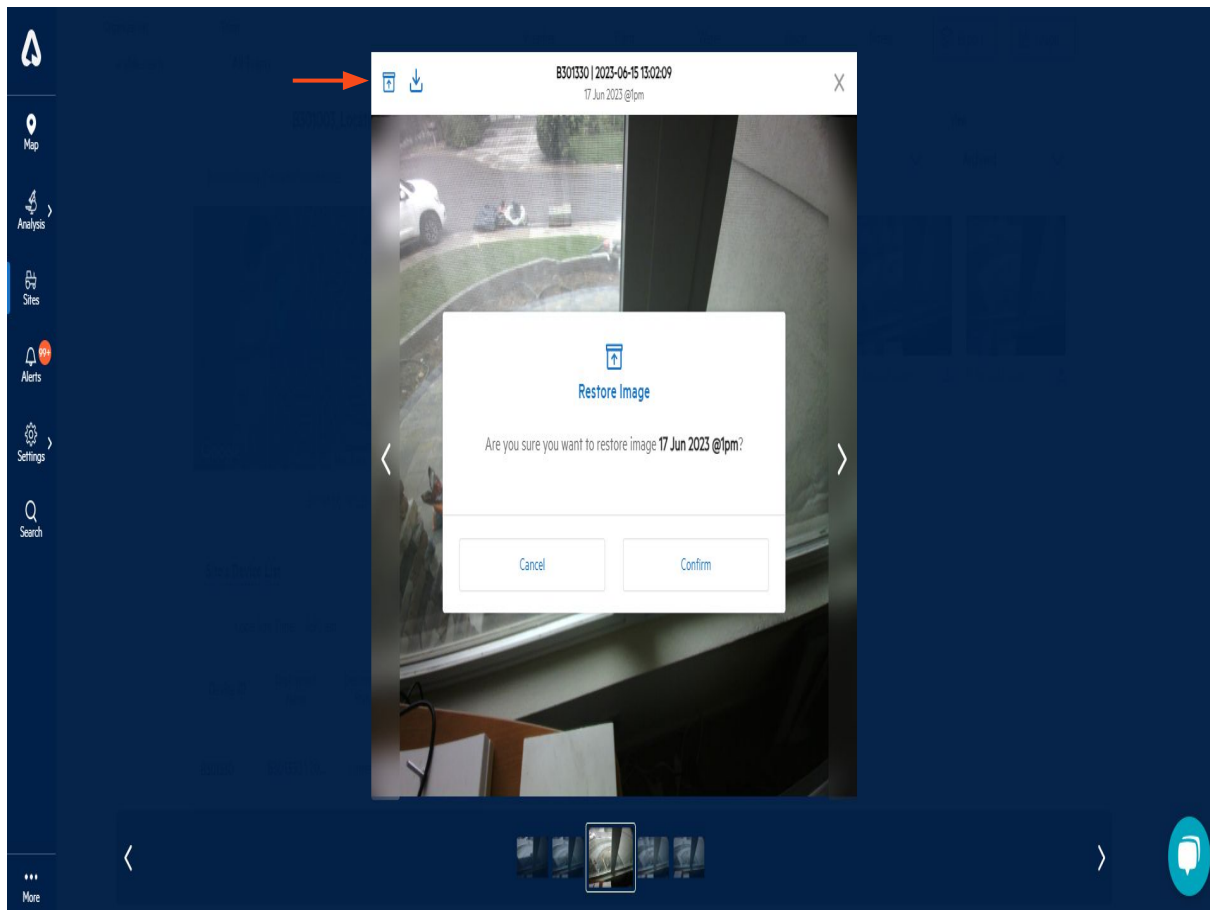 B301330 | 2023-06-15 13:02:09
17 Jun 2023 @1pm
Map
Analysis
Sites
99+
Alerts
Settings
Search
Restore Image
Are you sure you want to restore image 17 Jun 2023 @1pm?
Cancel
Confirm
More